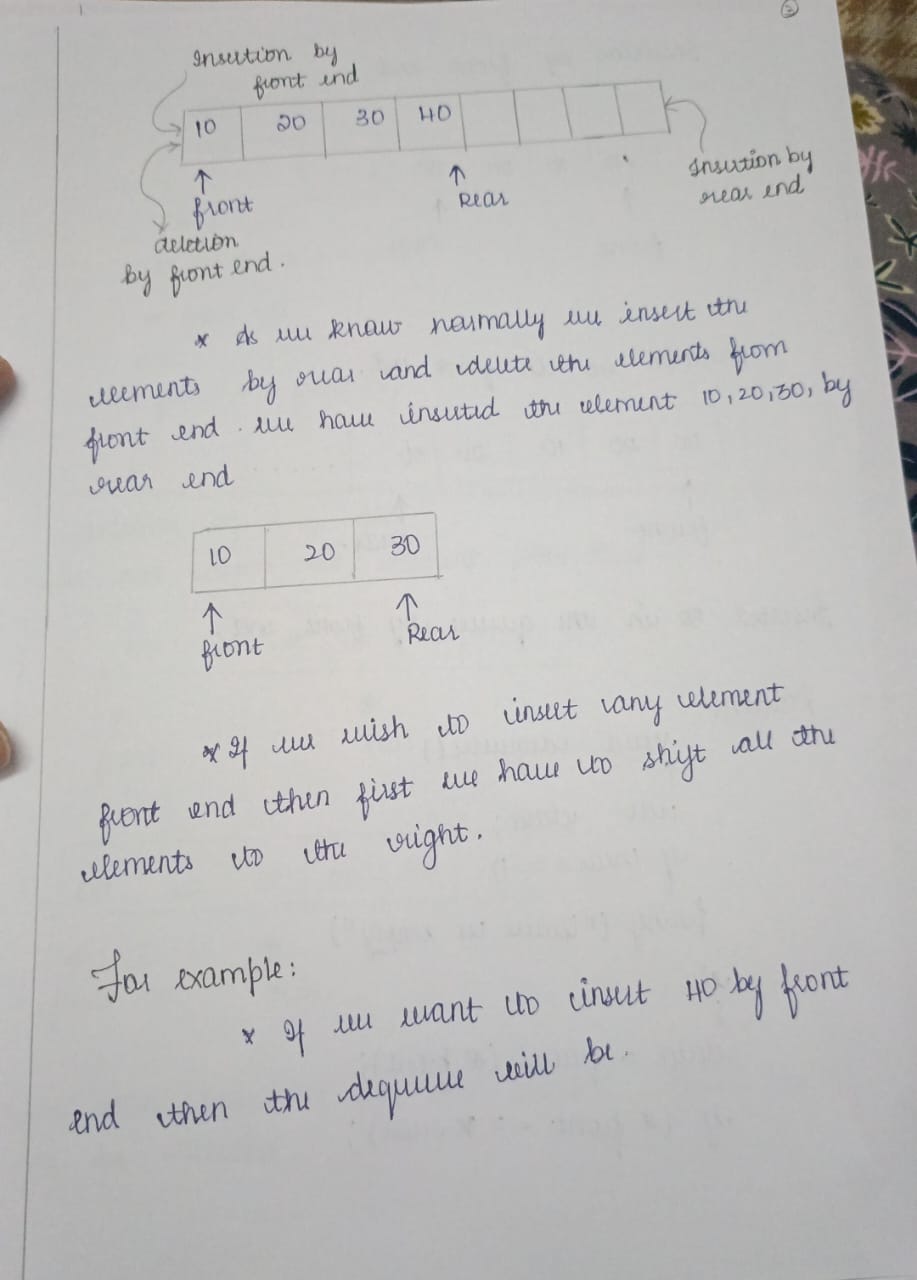 2
Insertion by
front end
10 20 30 40
Insertion by
rear end
front
Rear
deletion
by front end.
* As we know normally we insert the
elements by rear and delete the elements from
front end. we have inserted the element 10, 20, 30, by
rear end
10 20 30
front
Rear
* If we wish to insert any element
front end then first we have to shift all the
elements to the right.
For example:
* If we want to insert 40 by front
end then the dequeue will be.